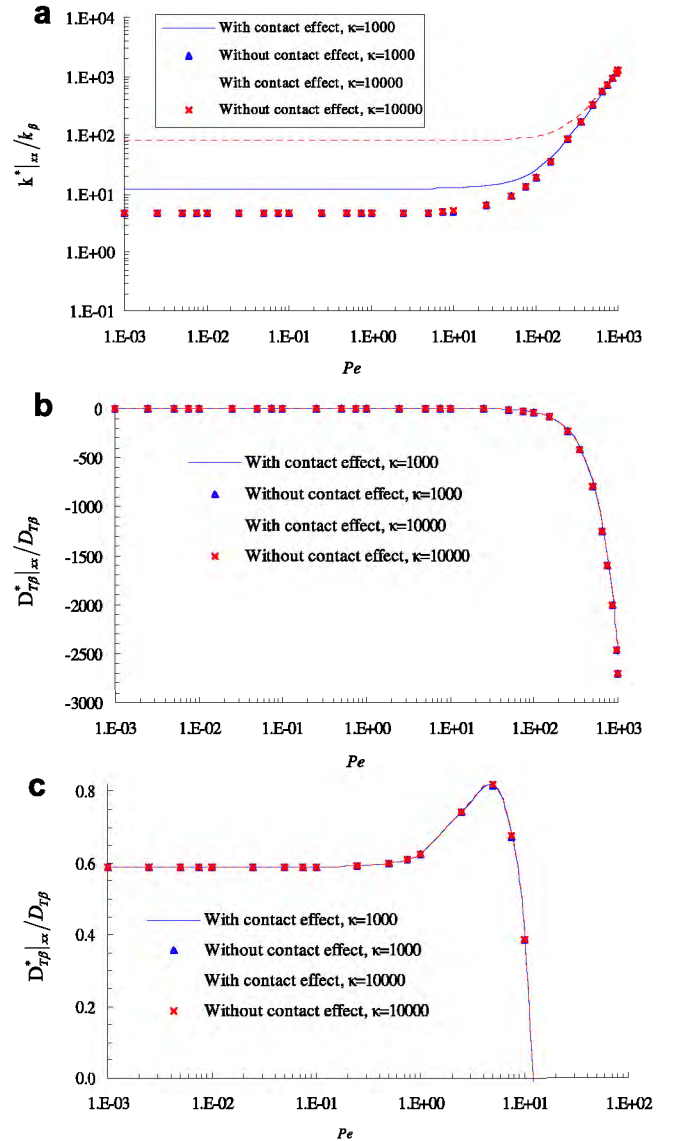 a
With contact effect, κ=1000
Without contact effect, κ=1000
With contact effect, κ=10000
Without contact effect, κ=10000
1.E+04
1.E+03
1.E+02
1.E+01
1.E+00
1.E-01
k*|xx/kβ
1.E-03 1.E-02 1.E-01 1.E+00 1.E+01 1.E+02 1.E+03
Pe
b
0
-500
-1000
-1500
-2000
-2500
-3000
D*Tβ|xx/DTβ
With contact effect, κ=1000
Without contact effect, κ=1000
With contact effect, κ=10000
Without contact effect, κ=10000
1.E-03 1.E-02 1.E-01 1.E+00 1.E+01 1.E+02 1.E+03
Pe
c
0.8
0.6
0.4
0.2
0.0
D*Tβ|xx/DTβ
With contact effect, κ=1000
Without contact effect, κ=1000
With contact effect, κ=10000
Without contact effect, κ=10000
1.E-03 1.E-02 1.E-01 1.E+00 1.E+01 1.E+02
Pe